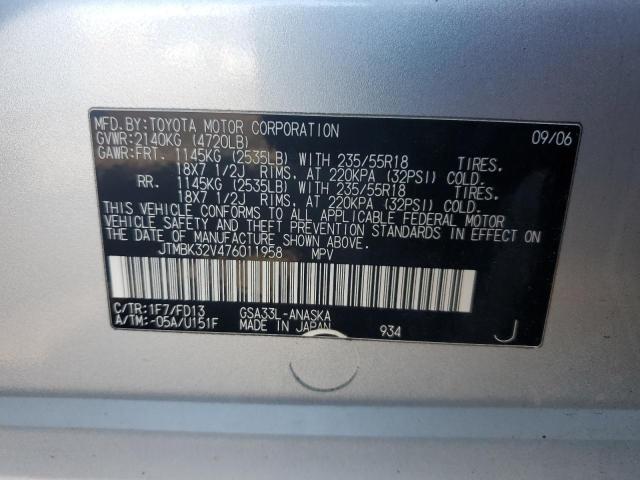 MFD.BY:TOYOTA MOTOR CORPORATION 09/06
GVWR:2140KG (4720LB)
GAWR:FRT. 1145KG (2535LB) WITH 235/55R18 TIRES.
18X7 1/2J RIMS. AT 220KPA (32PSI) COLD.
RR. 1145KG (2535LB) WITH 235/55R18 TIRES.
18X7 1/2J RIMS. AT 220KPA (32PSI) COLD.
THIS VEHICLE CONFORMS TO ALL APPLICABLE FEDERAL MOTOR
VEHICLE SAFETY AND THEFT PREVENTION STANDARDS IN EFFECT ON
THE DATE OF MANUFACTURE SHOWN ABOVE.
JTMBK32V476011958 MPV
C/TR:1F7/FD13 GSA33L-ANASKA
A/TM:-05A/U151F MADE IN JAPAN 934 J